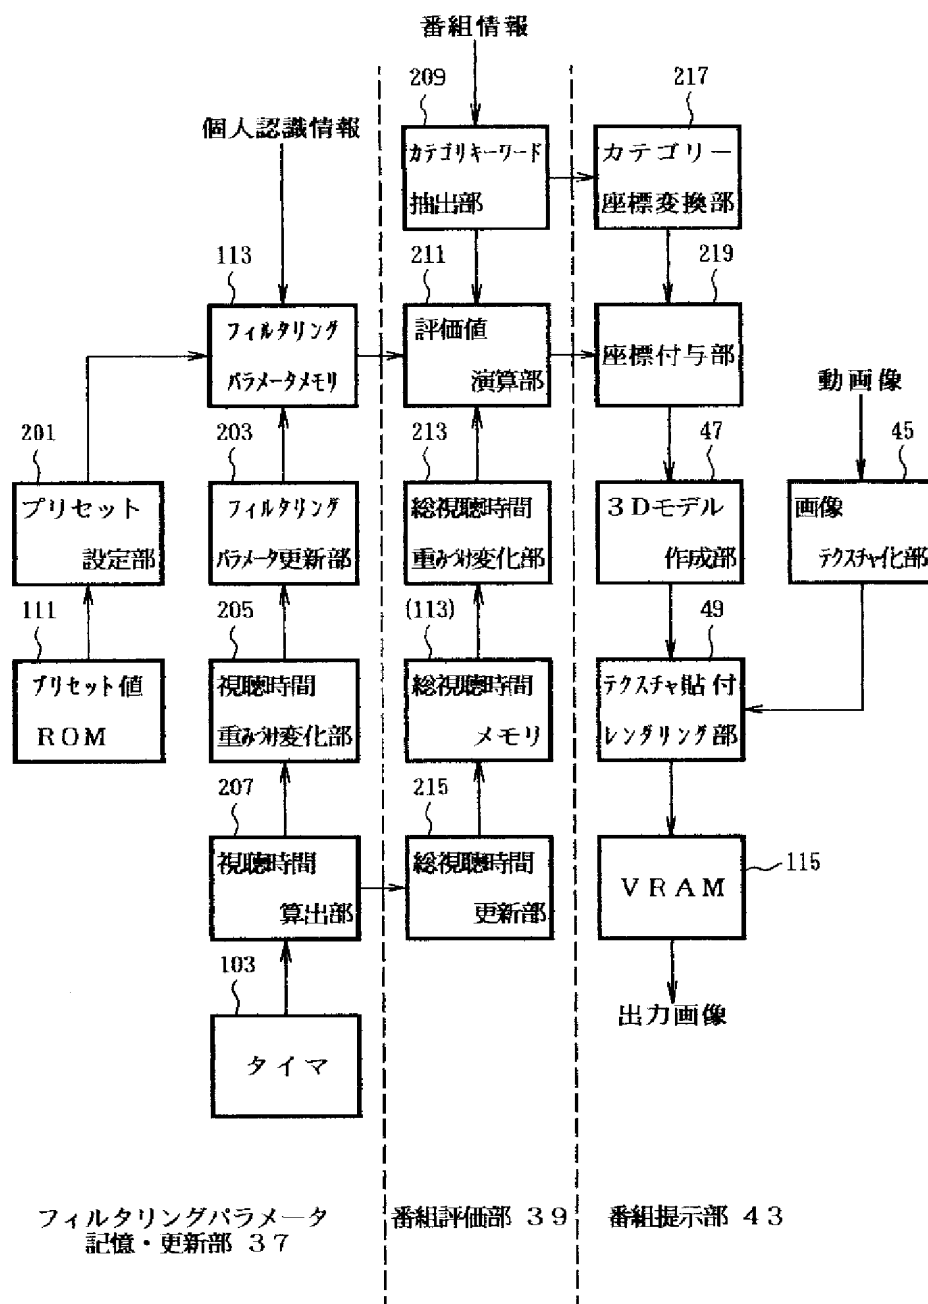 番組情報
209
217
個人認識情報
カテゴリキーワード
抽出部
カテゴリー
座標変換部
113
211
219
フィルタリング
パラメータメモリ
評価値
演算部
座標付与部
動画像
201
203
213
47
45
プリセット
設定部
フィルタリング
パラメータ更新部
総視聴時間
重みづけ変化部
3Dモデル
作成部
画像
テクスチャ化部
111
205
(113)
49
プリセット値
ROM
視聴時間
重みづけ変化部
総視聴時間
メモリ
テクスチャ貼付
レンダリング部
207
215
視聴時間
算出部
総視聴時間
更新部
VRAM
115
103
タイマ
出力画像
フィルタリングパラメータ
記憶・更新部 37
番組評価部 39
番組提示部 43